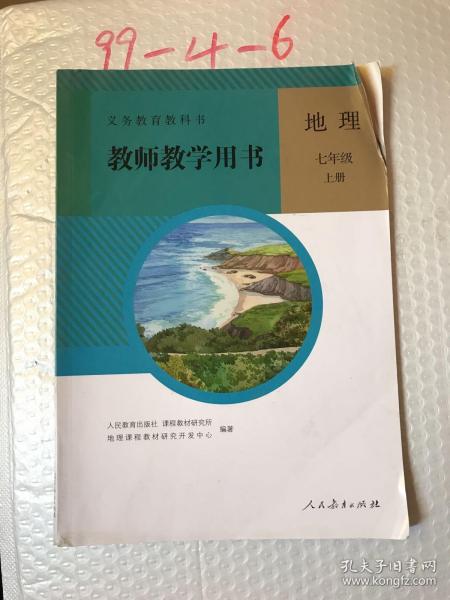 99-4-6
义务教育教科书
地理
教师教学用书
七年级
上册
人民教育出版社 课程教材研究所
地理课程教材研究开发中心
编著
人民教育出版社
孔夫子旧书网
www.kongfz.com